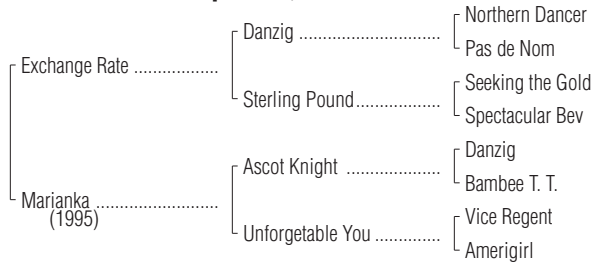 Northern Dancer
Danzig ..............................
Pas de Nom
Exchange Rate ..................
Seeking the Gold
Sterling Pound..................
Spectacular Bev
Danzig
Ascot Knight ....................
Bambee T. T.
Marianka ..........................
(1995)
Vice Regent
Unforgetable You ..............
Amerigirl